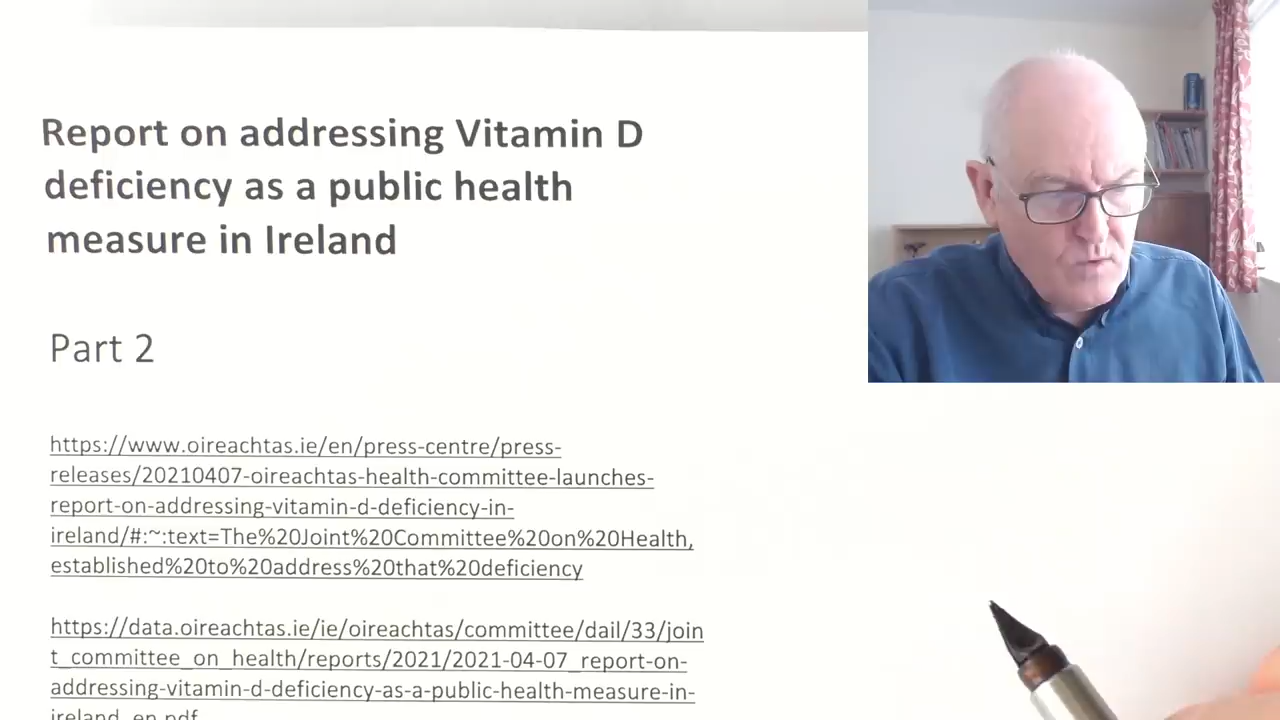 Report on addressing Vitamin D
deficiency as a public health
measure in Ireland
Part 2
https://www.oireachtas.ie/en/press-centre/press-
releases/20210407-oireachtas-health-committee-launches-
report-on-addressing-vitamin-d-deficiency-in-
ireland/#:~:text=The%20Joint%20Committee%20on%20Health,
established%20to%20address%20that%20deficiency
https://data.oireachtas.ie/ie/oireachtas/committee/dail/33/join
t_committee_on_health/reports/2021/2021-04-07_report-on-
addressing-vitamin-d-deficiency-as-a-public-health-measure-in-
ireland_en.pdf